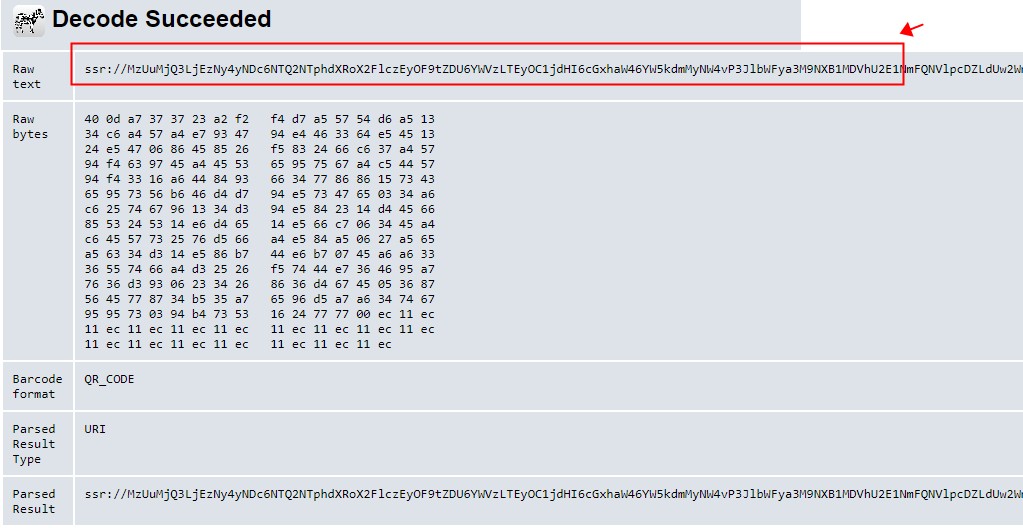 Decode Succeeded
Raw text ssr://MzUuMjQ3LjEzNy4yNDc6NTQ2NTphdXRoX2FlczEyOF9tZDU6YWVzLTEyOC1jdHI6cGxhaW46YW5kdmMyNW4vP3JlbWFya3M9NXB1MDVhU2E1NmFQNVlpcDZLdUw2Wm
Raw bytes
40 0d a7 37 37 23 a2 f2 f4 d7 a5 57 54 d6 a5 13
34 c6 a4 57 a4 e7 93 47 94 e4 46 33 64 e5 45 13
24 e5 47 06 86 45 85 26 f5 83 24 66 c6 37 a4 57
94 f4 63 97 45 a4 45 53 65 95 75 67 a4 c5 44 57
94 f4 33 16 a6 44 84 93 66 34 77 86 86 15 73 43
65 95 73 56 b6 46 d4 d7 94 e5 73 47 65 03 34 a6
c6 25 74 67 96 13 34 d3 94 e5 84 23 14 d4 45 66
85 53 24 53 14 e6 d4 65 14 e5 66 c7 06 34 45 a4
c6 45 57 73 25 76 d5 66 a4 e5 84 a5 06 27 a5 65
a5 63 34 d3 14 e5 86 b7 44 e6 b7 07 45 a6 a6 33
36 55 74 66 a4 d3 25 26 f5 74 44 e7 36 46 95 a7
76 36 d3 93 06 23 34 26 86 36 d4 67 45 05 36 87
56 45 77 87 34 b5 35 a7 65 96 d5 a7 a6 34 74 67
95 95 73 03 94 b4 73 53 16 24 77 77 00 ec 11 ec
11 ec 11 ec 11 ec 11 ec 11 ec 11 ec 11 ec 11 ec
11 ec 11 ec 11 ec 11 ec 11 ec 11 ec 11 ec
Barcode format QR_CODE
Parsed Result Type URI
Parsed Result ssr://MzUuMjQ3LjEzNy4yNDc6NTQ2NTphdXRoX2FlczEyOF9tZDU6YWVzLTEyOC1jdHI6cGxhaW46YW5kdmMyNW4vP3JlbWFya3M9NXB1MDVhU2E1NmFQNVlpcDZLdUw2Wm